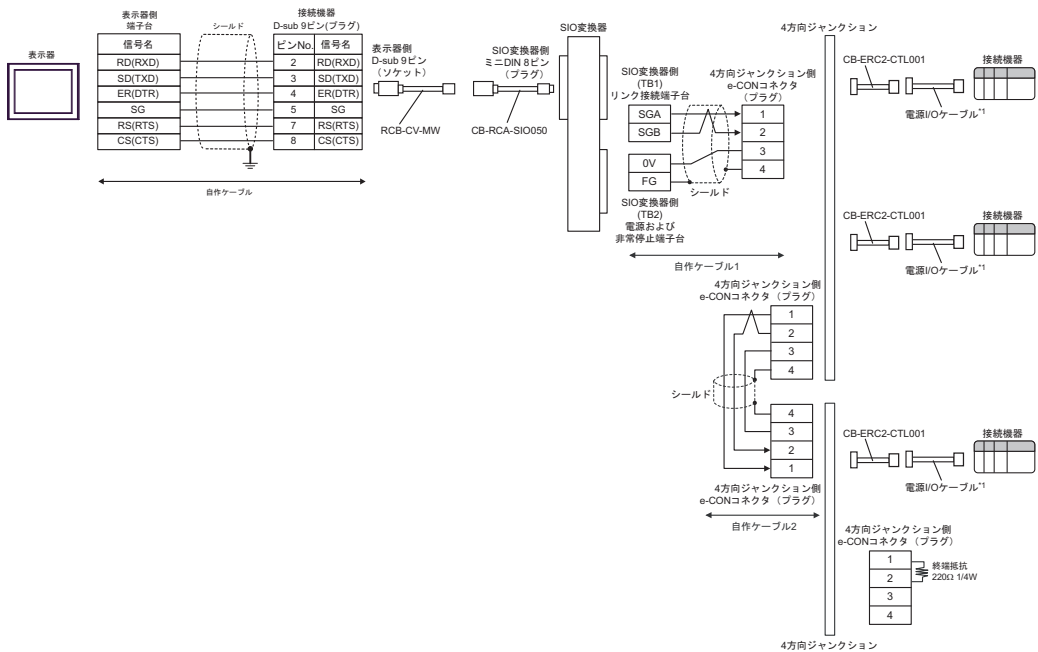 表示器
表示器側
端子台
信号名
RD(RXD)
SD(TXD)
ER(DTR)
SG
RS(RTS)
CS(CTS)
シールド
接続機器
D-sub 9ピン(プラグ)
ピンNo. 信号名
2 RD(RXD)
3 SD(TXD)
4 ER(DTR)
5 SG
7 RS(RTS)
8 CS(CTS)
自作ケーブル
表示器側
D-sub 9ピン
（ソケット）
RCB-CV-MW
SIO変換器側
ミニDIN 8ピン
（プラグ）
CB-RCA-SIO050
SIO変換器
SIO変換器側
(TB1)
リンク接続端子台
SGA
SGB
0V
FG
SIO変換器側
(TB2)
電源および
非常停止端子台
シールド
4方向ジャンクション側
e-CONコネクタ
（プラグ）
1
2
3
4
自作ケーブル1
4方向ジャンクション
CB-ERC2-CTL001
電源I/Oケーブル*1
接続機器
CB-ERC2-CTL001
電源I/Oケーブル*1
接続機器
4方向ジャンクション側
e-CONコネクタ（プラグ）
1
2
3
4
シールド
4
3
2
1
4方向ジャンクション側
e-CONコネクタ（プラグ）
自作ケーブル2
CB-ERC2-CTL001
電源I/Oケーブル*1
接続機器
4方向ジャンクション側
e-CONコネクタ（プラグ）
1
2
3
4
終端抵抗
220Ω 1/4W
4方向ジャンクション